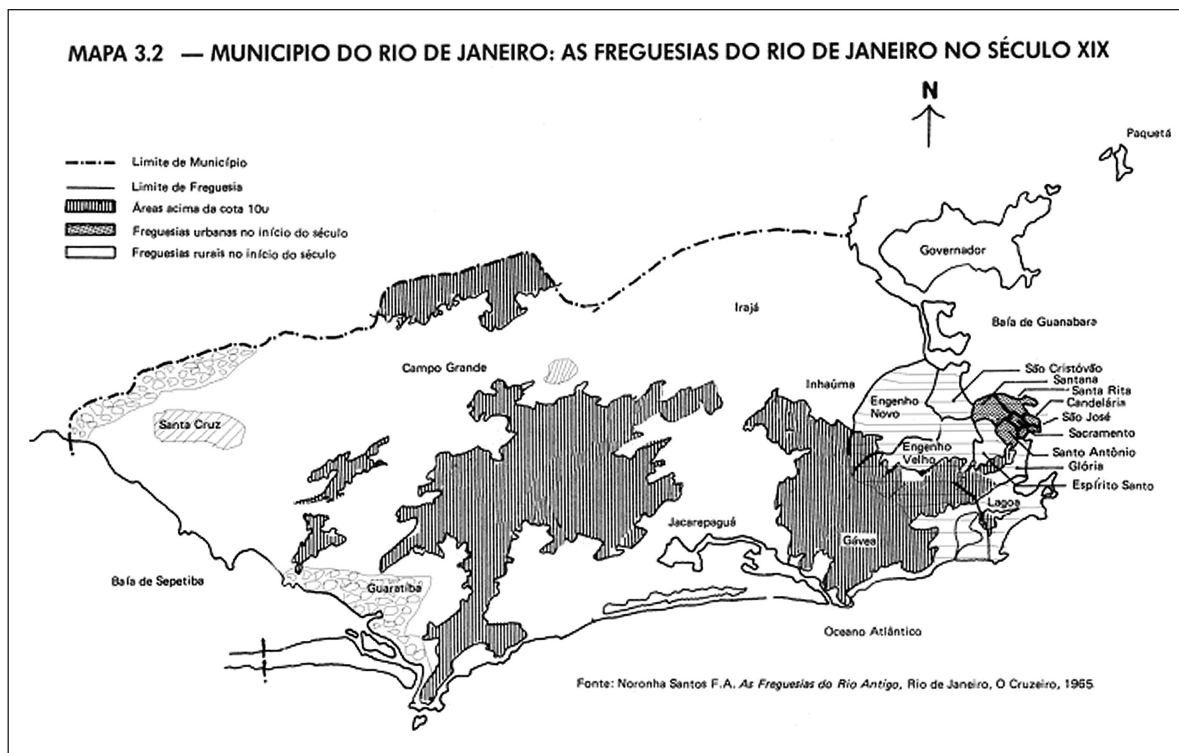 MAPA 3.2 — MUNICIPIO DO RIO DE JANEIRO: AS FREGUESIAS DO RIO DE JANEIRO NO SÉCULO XIX
N
Paquetá
Limite de Município
Limite de Freguesia
Áreas acima da cota 10u
Freguesias urbanas no início do século
Freguesias rurais no início do século
Governador
Irajá
Baía de Guanabara
Campo Grande
Inhaúma
São Cristóvão
Santana
Santa Rita
Engenho
Novo
Candelária
São José
Santa Cruz
Sacramento
Engenho
Velho
Santo Antônio
Glória
Espírito Santo
Lagoa
Jacarepaguá
Gávea
Baía de Sepetiba
Guaratiba
Oceano Atlântico
Fonte: Noronha Santos F.A. As Freguesias do Rio Antigo, Rio de Janeiro, O Cruzeiro, 1965